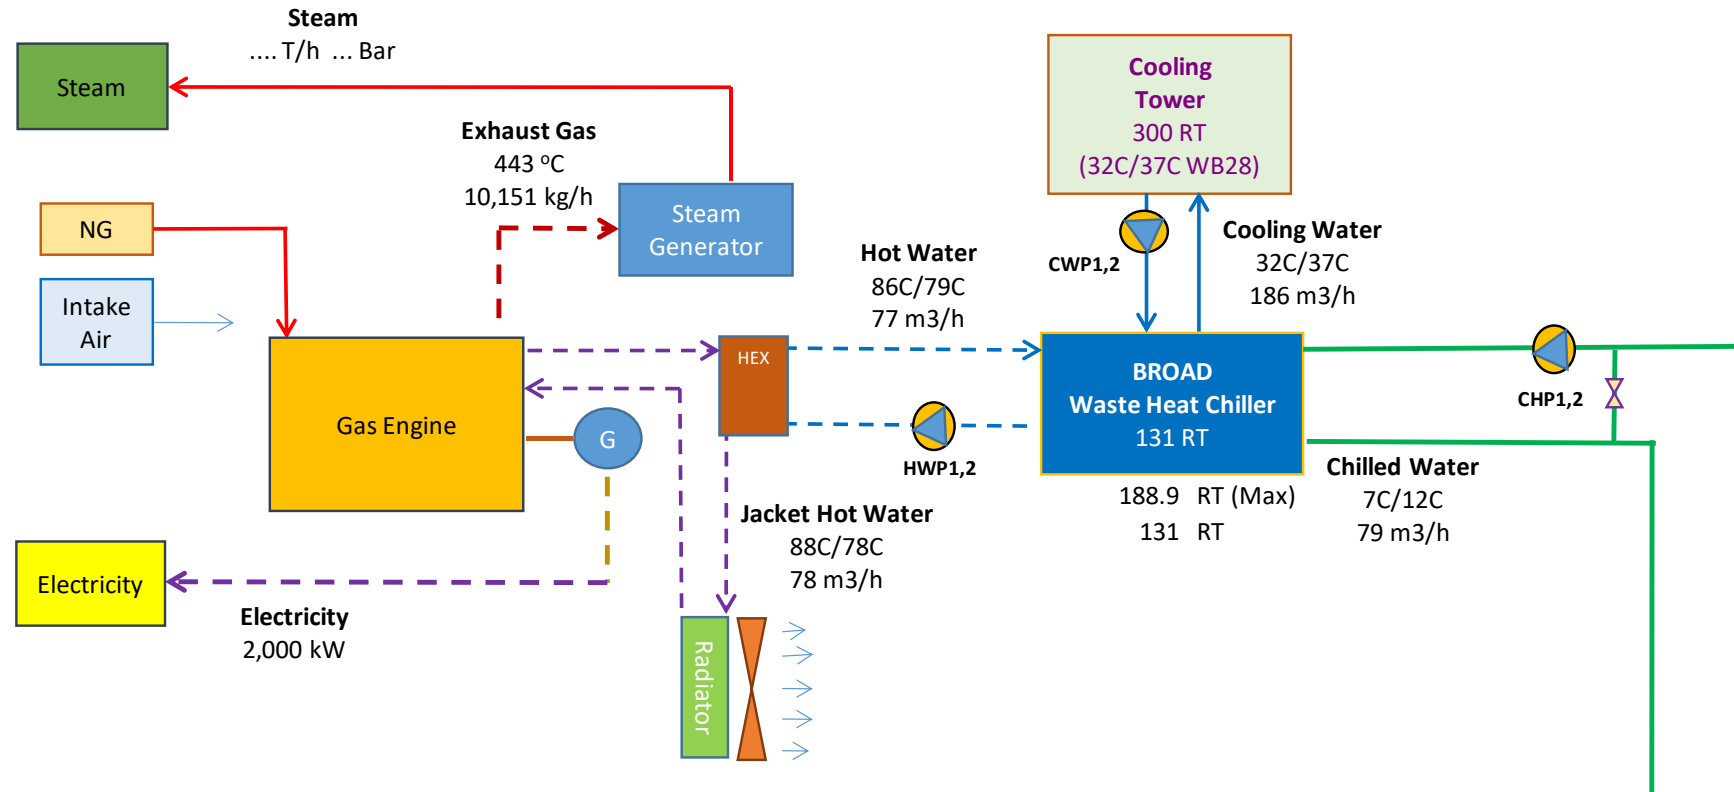 Steam
.... T/h ... Bar
Steam
Exhaust Gas
443 ºC
10,151 kg/h
NG
Intake
Air
Steam
Generator
Cooling
Tower
300 RT
(32C/37C WB28)
CWP1,2
Cooling Water
32C/37C
186 m3/h
Hot Water
86C/79C
77 m3/h
HEX
BROAD
Waste Heat Chiller
131 RT
CHP1,2
Gas Engine
G
HWP1,2
188.9 RT (Max)
131 RT
Chilled Water
7C/12C
79 m3/h
Jacket Hot Water
88C/78C
78 m3/h
Electricity
Electricity
2,000 kW
Radiator